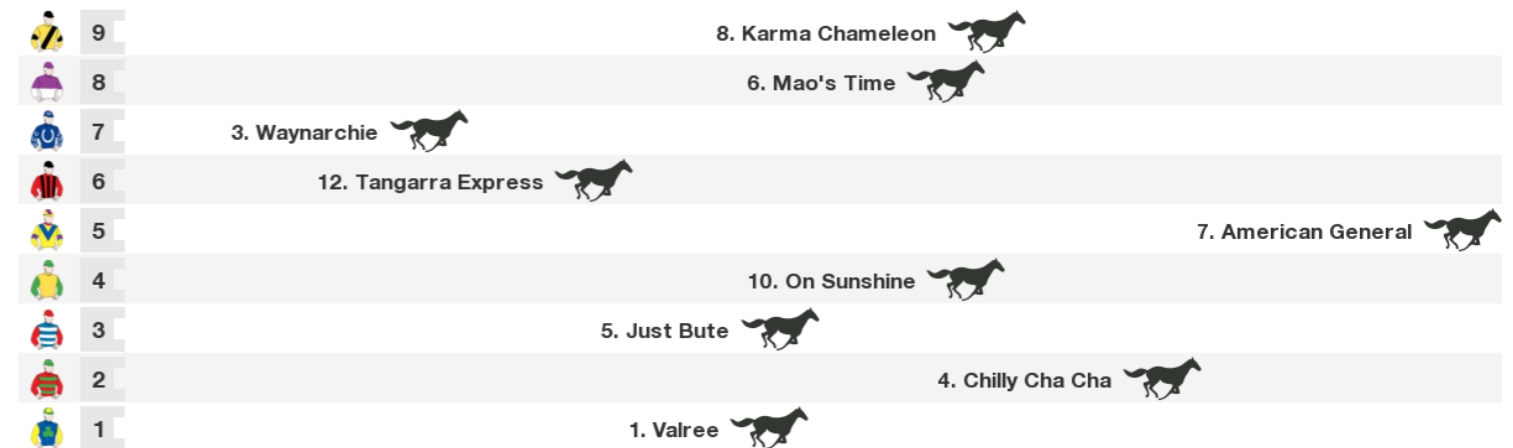 9 8. Karma Chameleon
8 6. Mao's Time
7 3. Waynarchie
6 12. Tangarra Express
5 7. American General
4 10. On Sunshine
3 5. Just Bute
2 4. Chilly Cha Cha
1 1. Valree